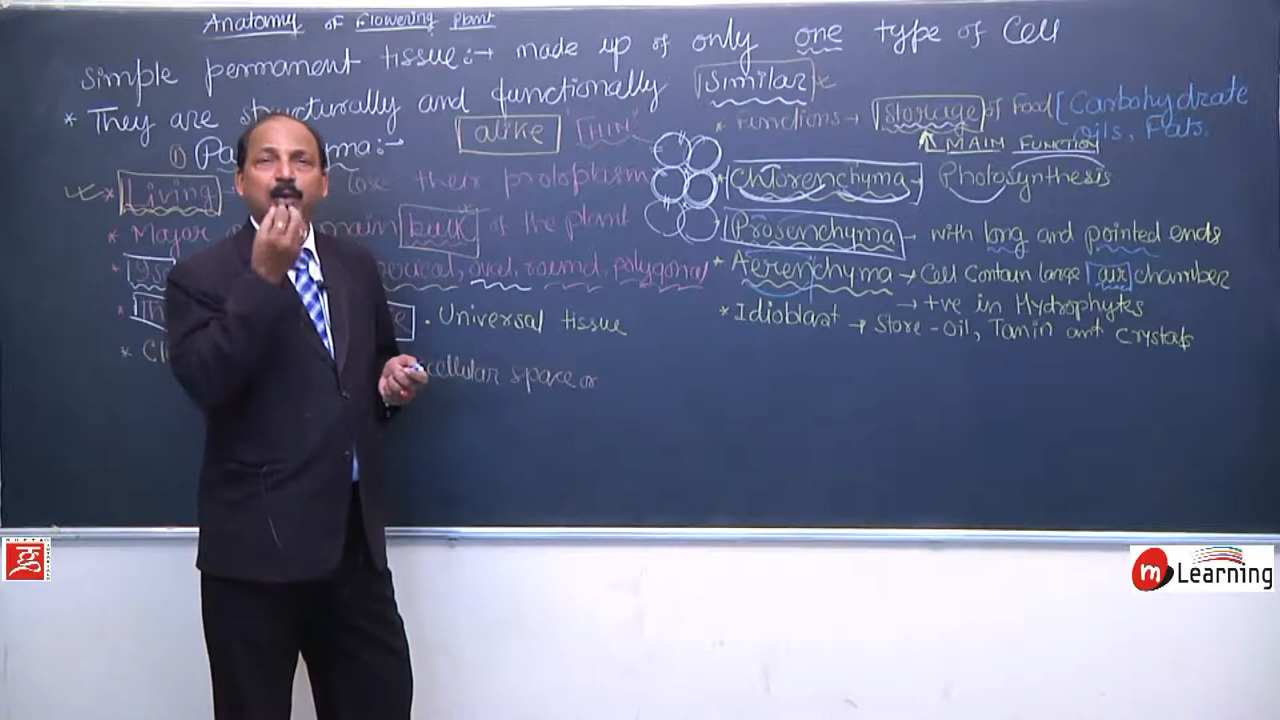 Anatomy of Flowering Plant
Simple permanent tissue:→ made up of only one type of Cell
* They are structurally and functionally Similar *
alike
THIN
① Pa ma:→
* Living ose their protoplasm
* Major main bulk of the plant
* erical, oval, round, polygonal
* Universal tissue
* cellular space or
* Functions → Storage of Food [Carbohydrate
Oils, Fats.
MAIN FUNCTION
* Chlorenchyma → Photosynthesis
Prosenchyma → with long and pointed ends
* Aerenchyma → Cell Contain large air chamber
→ +ve in Hydrophytes
* Idioblast → Store - Oil, Tanin and Crystals
m Learning